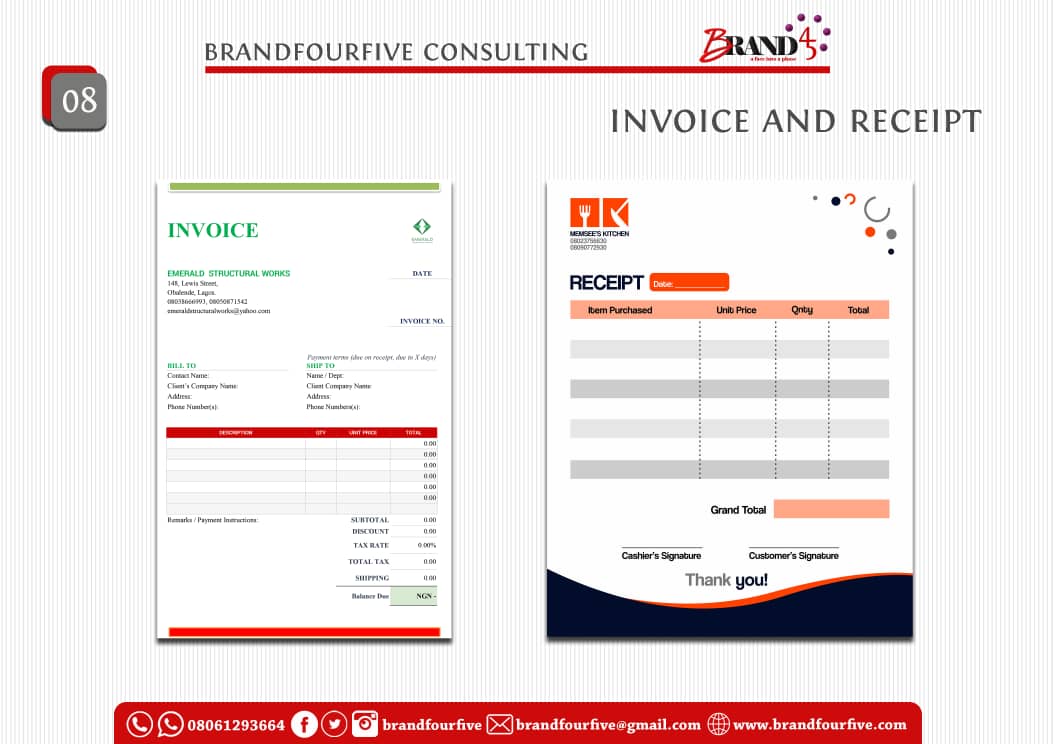 BRANDFOURFIVE CONSULTING
BRAND45
a face into a phase
08
INVOICE AND RECEIPT
INVOICE
EMERALD
EMERALD STRUCTURAL WORKS
148, Lewis Street,
Obalende, Lagos.
08038666993, 08050871542
emeraldstructuralworks@yahoo.com
DATE
INVOICE NO.
Payment terms (due on receipt, due in X days)
BILL TO
Contact Name:
Client's Company Name:
Address:
Phone Number(s):
SHIP TO
Name / Dept:
Client Company Name
Address:
Phone Numbers(s):
DESCRIPTION QTY UNIT PRICE TOTAL
0.00
0.00
0.00
0.00
0.00
0.00
Remarks / Payment Instructions:
SUBTOTAL 0.00
DISCOUNT 0.00
TAX RATE 0.00%
TOTAL TAX 0.00
SHIPPING 0.00
Balance Due NGN -
MEMSEE'S KITCHEN
08023756630
08090772930
RECEIPT Date:
Item Purchased Unit Price Qnty Total
Grand Total
Cashier's Signature Customer's Signature
Thank you!
08061293664 brandfourfive brandfourfive@gmail.com www.brandfourfive.com